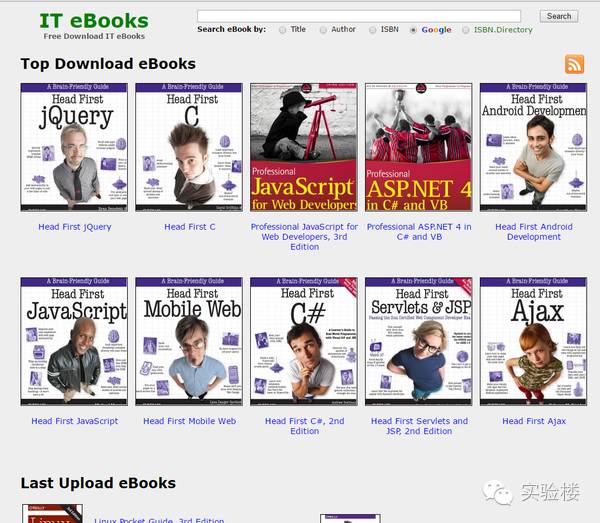 IT eBooks
Free Download IT eBooks
Search
Search eBook by: Title Author ISBN Google ISBN.Directory
Top Download eBooks
A Brain-Friendly Guide
Head First
jQuery
A Brain-Friendly Guide
Head First
C
Professional
JavaScript
for Web Developers
Professional
ASP.NET 4
in C# and VB
A Brain-Friendly Guide
Head First
Android Development
Head First jQuery
Head First C
Professional JavaScript for
Web Developers, 3rd
Edition
Professional ASP.NET 4 in
C# and VB
Head First Android
Development
A Brain-Friendly Guide
Head First
JavaScript
A Brain-Friendly Guide
Head First
Mobile Web
A Brain-Friendly Guide
Head First
C#
A Brain-Friendly Guide
Head First
Servlets & JSP
A Brain-Friendly Guide
Head First
Ajax
Head First JavaScript
Head First Mobile Web
Head First C#, 2nd
Edition
Head First Servlets and
JSP, 2nd Edition
Head First Ajax
Last Upload eBooks
O'REILLY
Linux Pocket Guide, 3rd Edition
实验楼